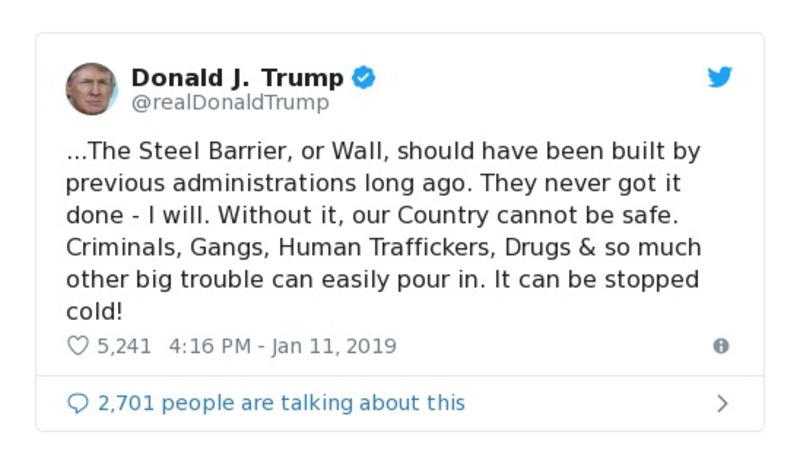 Donald J. Trump
@realDonaldTrump
...The Steel Barrier, or Wall, should have been built by
previous administrations long ago. They never got it
done - I will. Without it, our Country cannot be safe.
Criminals, Gangs, Human Traffickers, Drugs & so much
other big trouble can easily pour in. It can be stopped
cold!
5,241 4:16 PM - Jan 11, 2019
2,701 people are talking about this